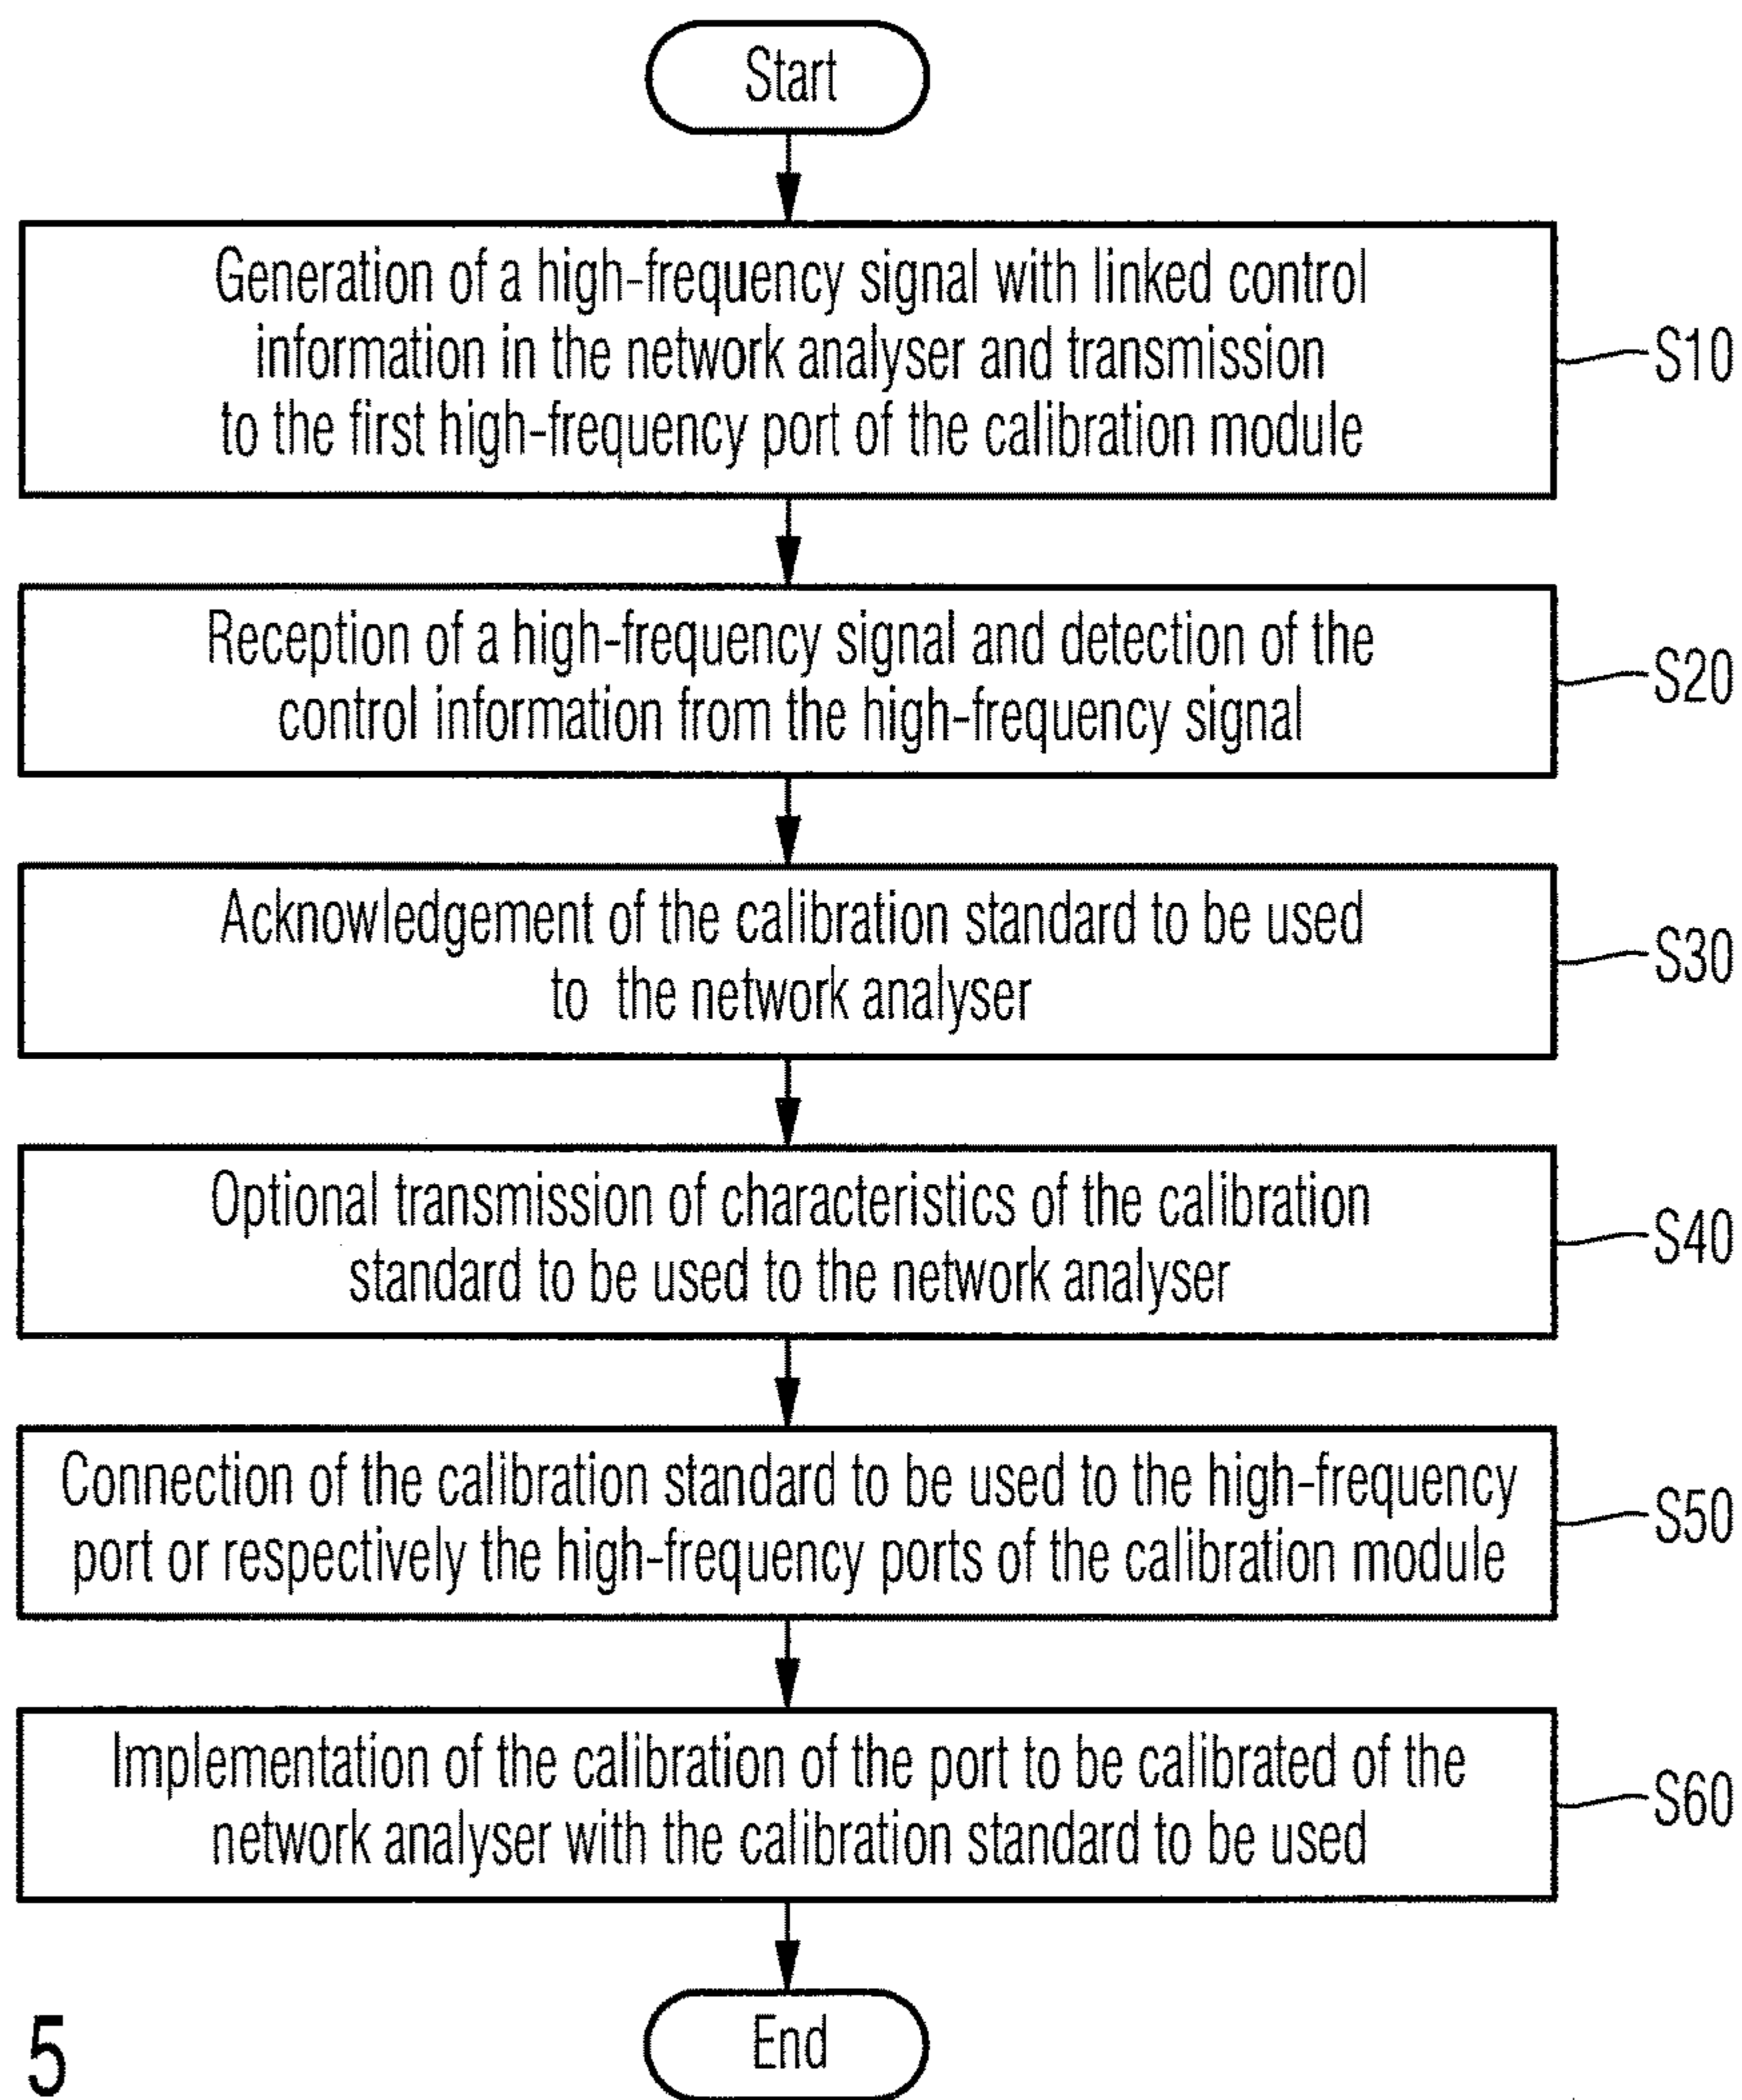 Start
Generation of a high-frequency signal with linked control
information in the network analyser and transmission
to the first high-frequency port of the calibration module
S10
Reception of a high-frequency signal and detection of the
control information from the high-frequency signal
S20
Acknowledgement of the calibration standard to be used
to the network analyser
S30
Optional transmission of characteristics of the calibration
standard to be used to the network analyser
S40
Connection of the calibration standard to be used to the high-frequency
port or respectively the high-frequency ports of the calibration module
S50
Implementation of the calibration of the port to be calibrated of the
network analyser with the calibration standard to be used
S60
End
5